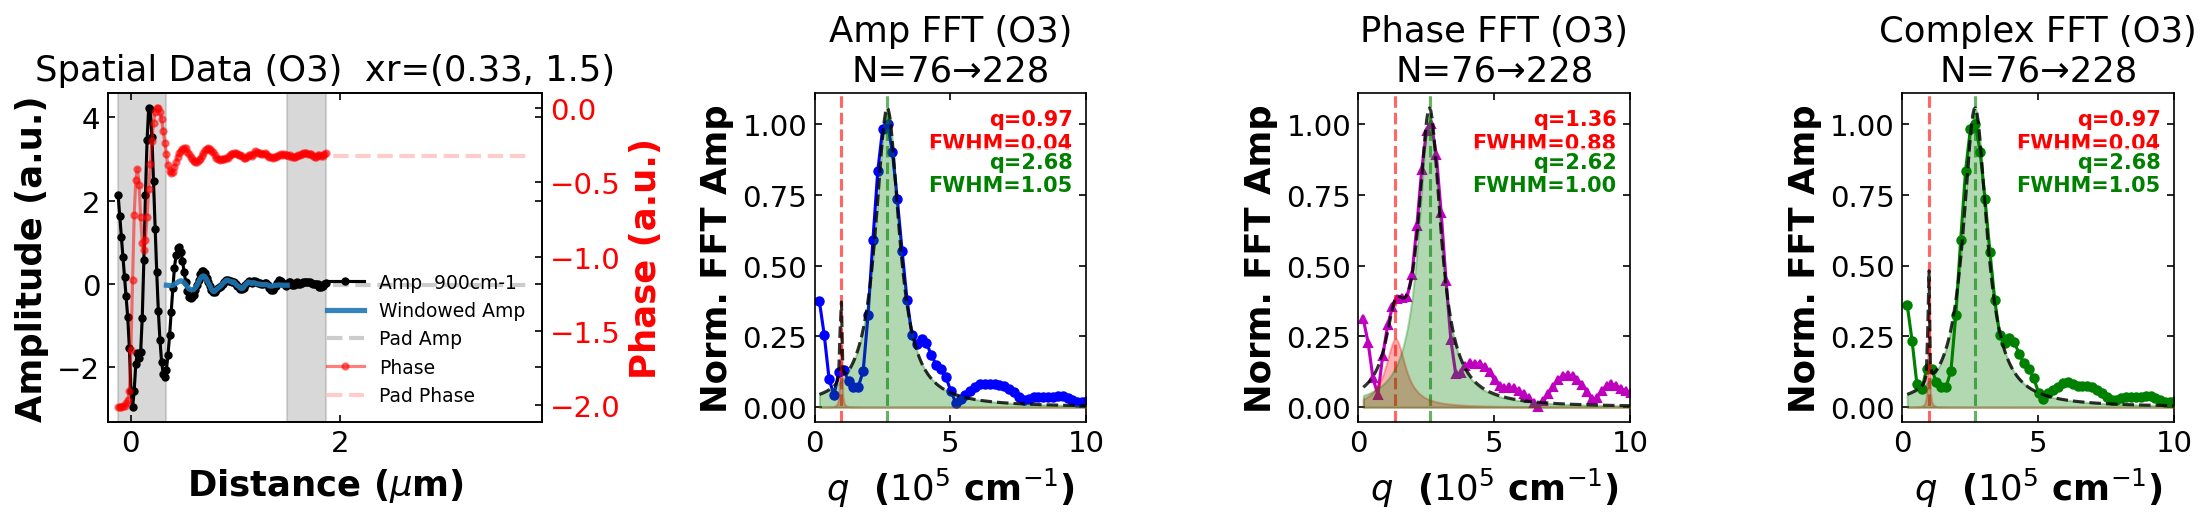 Spatial Data (O3)  xr=(0.33, 1.5)
Amplitude (a.u.)
4
2
0
−2
0
2
Distance (μm)
0.0
−0.5
−1.0
−1.5
−2.0
Phase (a.u.)
Amp  900cm-1
Windowed Amp
Pad Amp
Phase
Pad Phase
Amp FFT (O3)
N=76→228
Norm. FFT Amp
1.00
0.75
0.50
0.25
0.00
0
5
10
q  (10⁵ cm⁻¹)
q=0.97
FWHM=0.04
q=2.68
FWHM=1.05
Phase FFT (O3)
N=76→228
Norm. FFT Amp
1.00
0.75
0.50
0.25
0.00
0
5
10
q  (10⁵ cm⁻¹)
q=1.36
FWHM=0.88
q=2.62
FWHM=1.00
Complex FFT (O3)
N=76→228
Norm. FFT Amp
1.00
0.75
0.50
0.25
0.00
0
5
10
q  (10⁵ cm⁻¹)
q=0.97
FWHM=0.04
q=2.68
FWHM=1.05